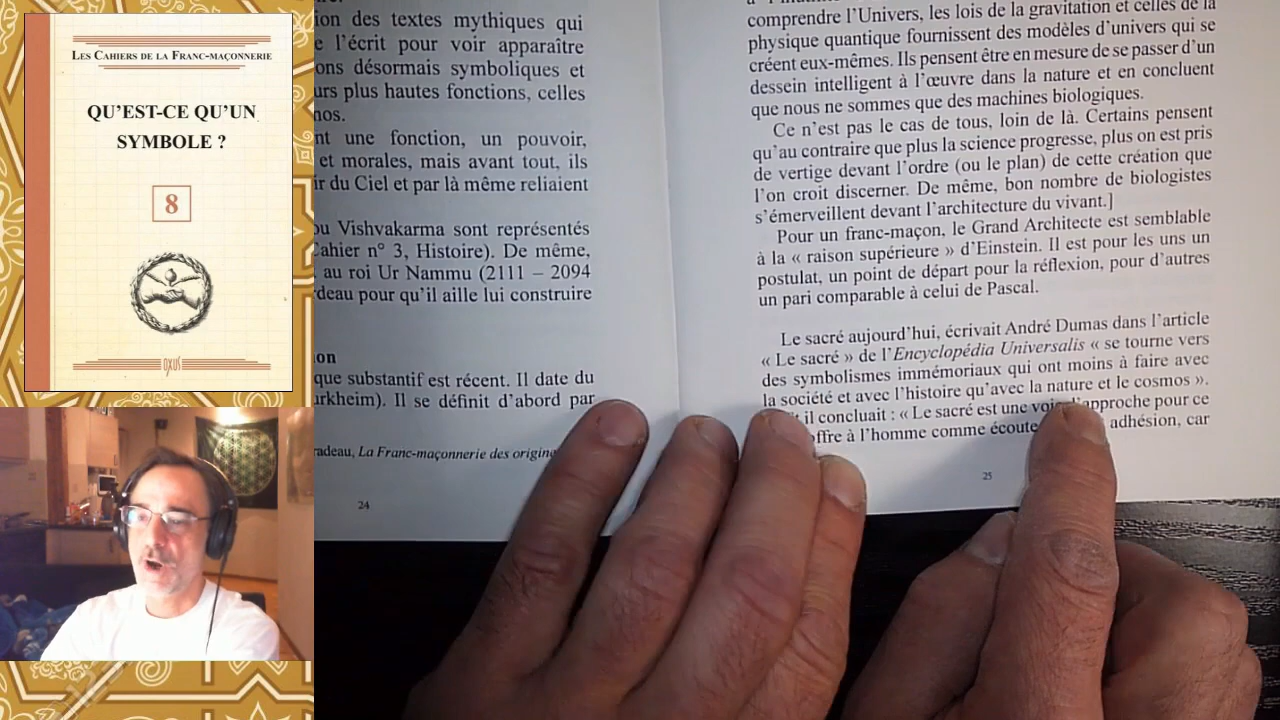 LES CAHIERS DE LA FRANC-MAÇONNERIE
QU'EST-CE QU'UN
SYMBOLE ?
8
OXUS
ion des textes mythiques qui
e l'écrit pour voir apparaître
ons désormais symboliques et
urs plus hautes fonctions, celles
nt une fonction, un pouvoir,
et morales, mais avant tout, ils
ir du Ciel et par là même reliaient
ou Vishvakarma sont représentés
Cahier n° 3, Histoire). De même,
au roi Ur Nammu (2111 – 2094
rdeau pour qu'il aille lui construire
on
que substantif est récent. Il date du
urkheim). Il se définit d'abord par
radeau, La Franc-maçonnerie des origine
24
comprendre l'Univers, les lois de la gravitation et celles de la
physique quantique fournissent des modèles d'univers qui se
créent eux-mêmes. Ils pensent être en mesure de se passer d'un
dessein intelligent à l'œuvre dans la nature et en concluent
que nous ne sommes que des machines biologiques.
Ce n'est pas le cas de tous, loin de là. Certains pensent
qu'au contraire que plus la science progresse, plus on est pris
de vertige devant l'ordre (ou le plan) de cette création que
l'on croit discerner. De même, bon nombre de biologistes
s'émerveillent devant l'architecture du vivant.]
Pour un franc-maçon, le Grand Architecte est semblable
à la « raison supérieure » d'Einstein. Il est pour les uns un
postulat, un point de départ pour la réflexion, pour d'autres
un pari comparable à celui de Pascal.
Le sacré aujourd'hui, écrivait André Dumas dans l'article
« Le sacré » de l'Encyclopédia Universalis « se tourne vers
des symbolismes immémoriaux qui ont moins à faire avec
la société et avec l'histoire qu'avec la nature et le cosmos ».
il concluait : « Le sacré est une voie d'approche pour ce
offre à l'homme comme écoute adhésion, car
25